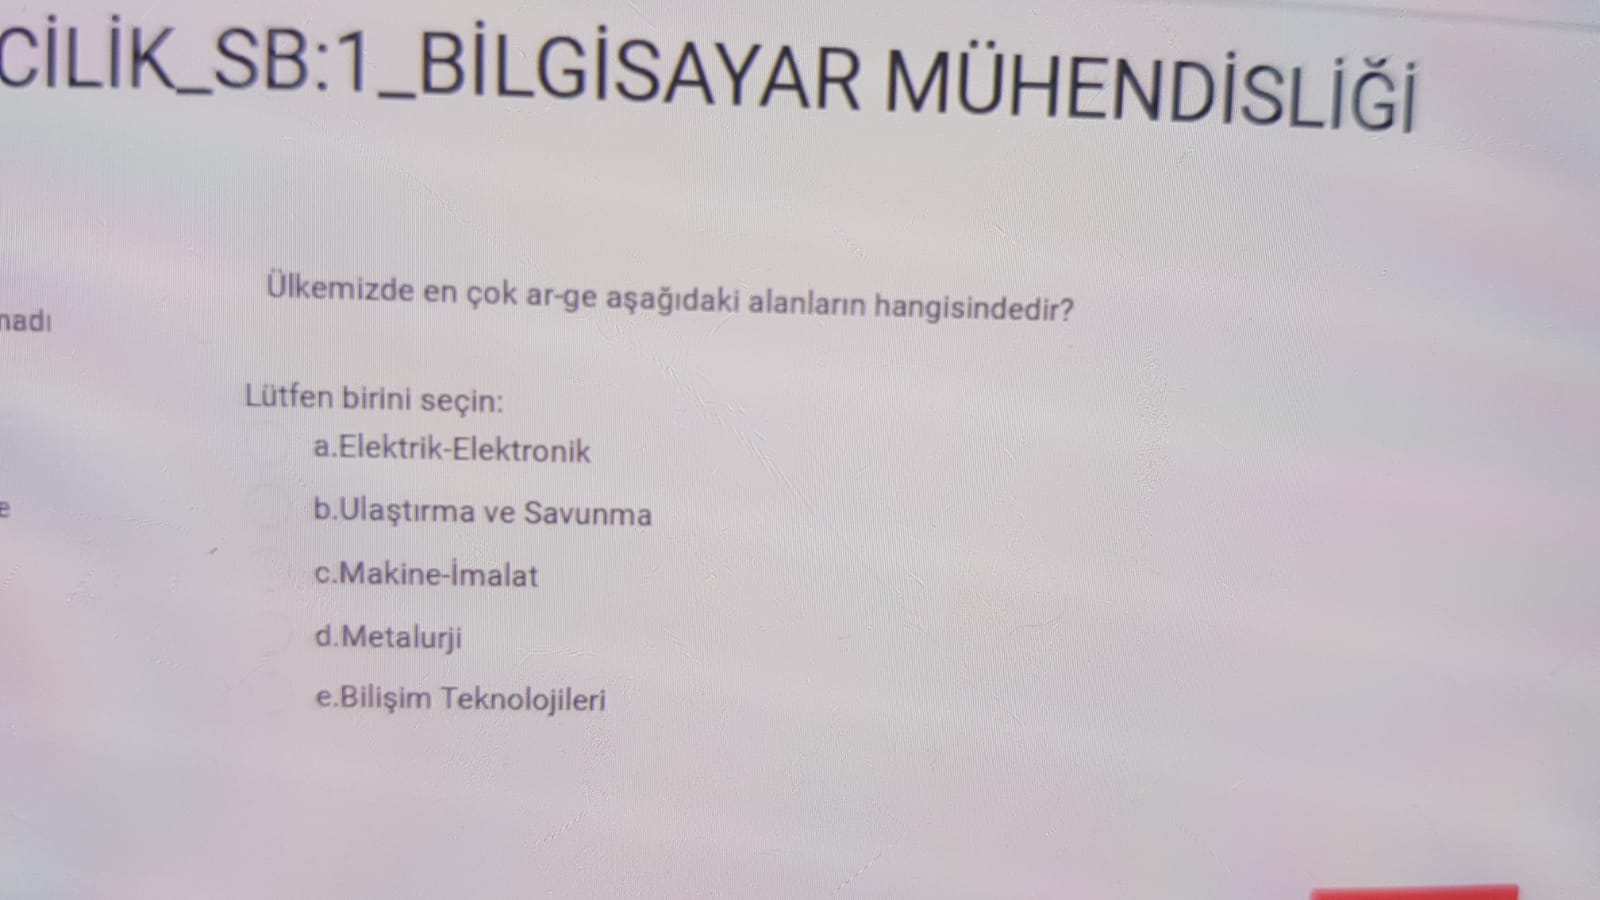 CİLİK_SB:1_BİLGİSAYAR MÜHENDİSLİĞİ
Ülkemizde en çok ar-ge aşağıdaki alanların hangisindedir?
madı
Lütfen birini seçin:
a.Elektrik-Elektronik
b.Ulaştırma ve Savunma
e
c.Makine-İmalat
d.Metalurji
e.Bilişim Teknolojileri